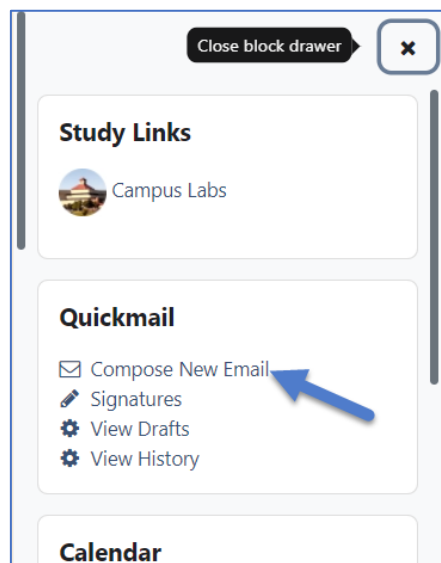 Close block drawer
Study Links
Campus Labs
Quickmail
Compose New Email
Signatures
View Drafts
View History
Calendar